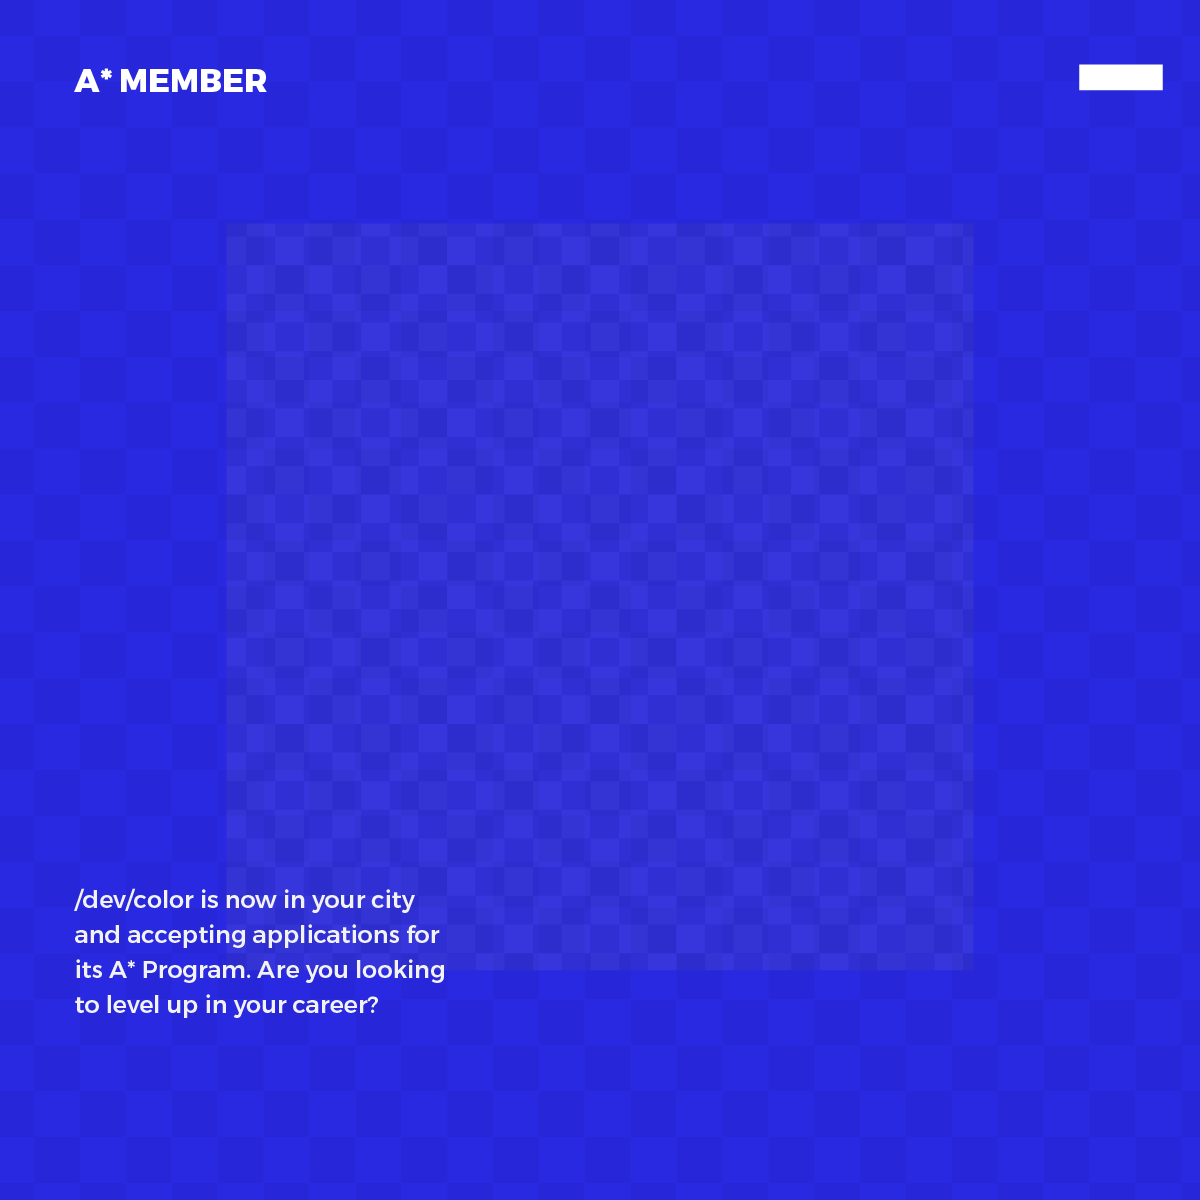 A* MEMBER
/dev/color is now in your city
and accepting applications for
its A* Program. Are you looking
to level up in your career?